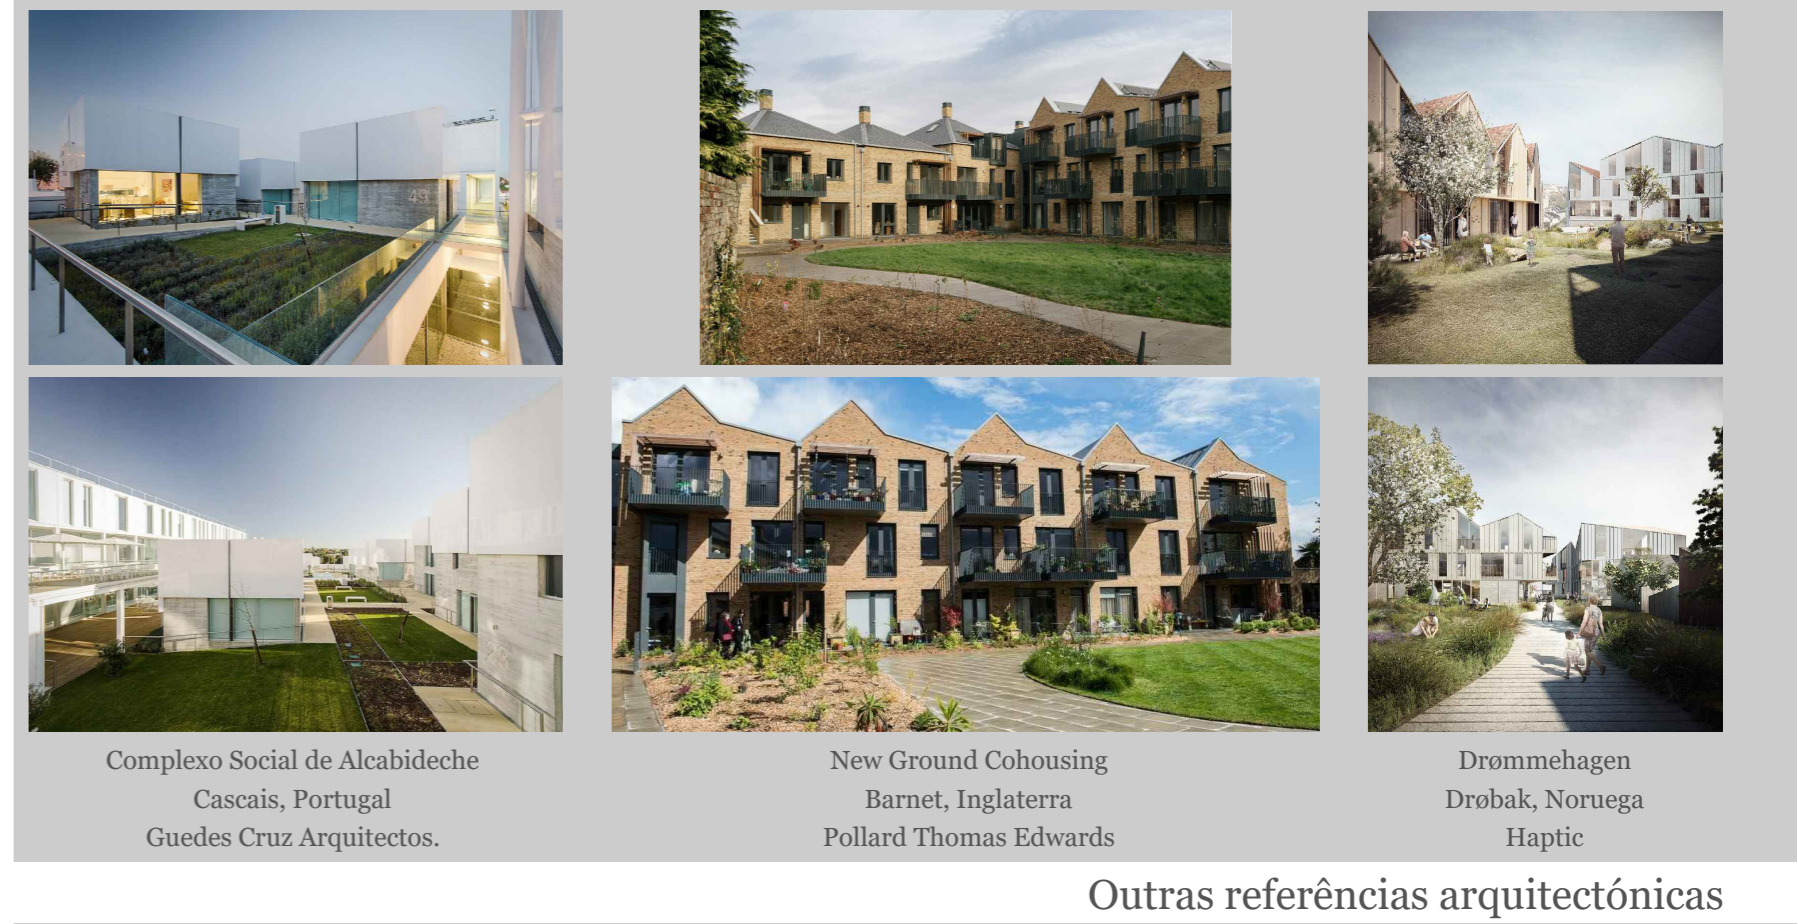 49
Complexo Social de Alcabideche
Cascais, Portugal
Guedes Cruz Arquitectos.
New Ground Cohousing
Barnet, Inglaterra
Pollard Thomas Edwards
Drømmehagen
Drøbak, Noruega
Haptic
Outras referências arquitectónicas